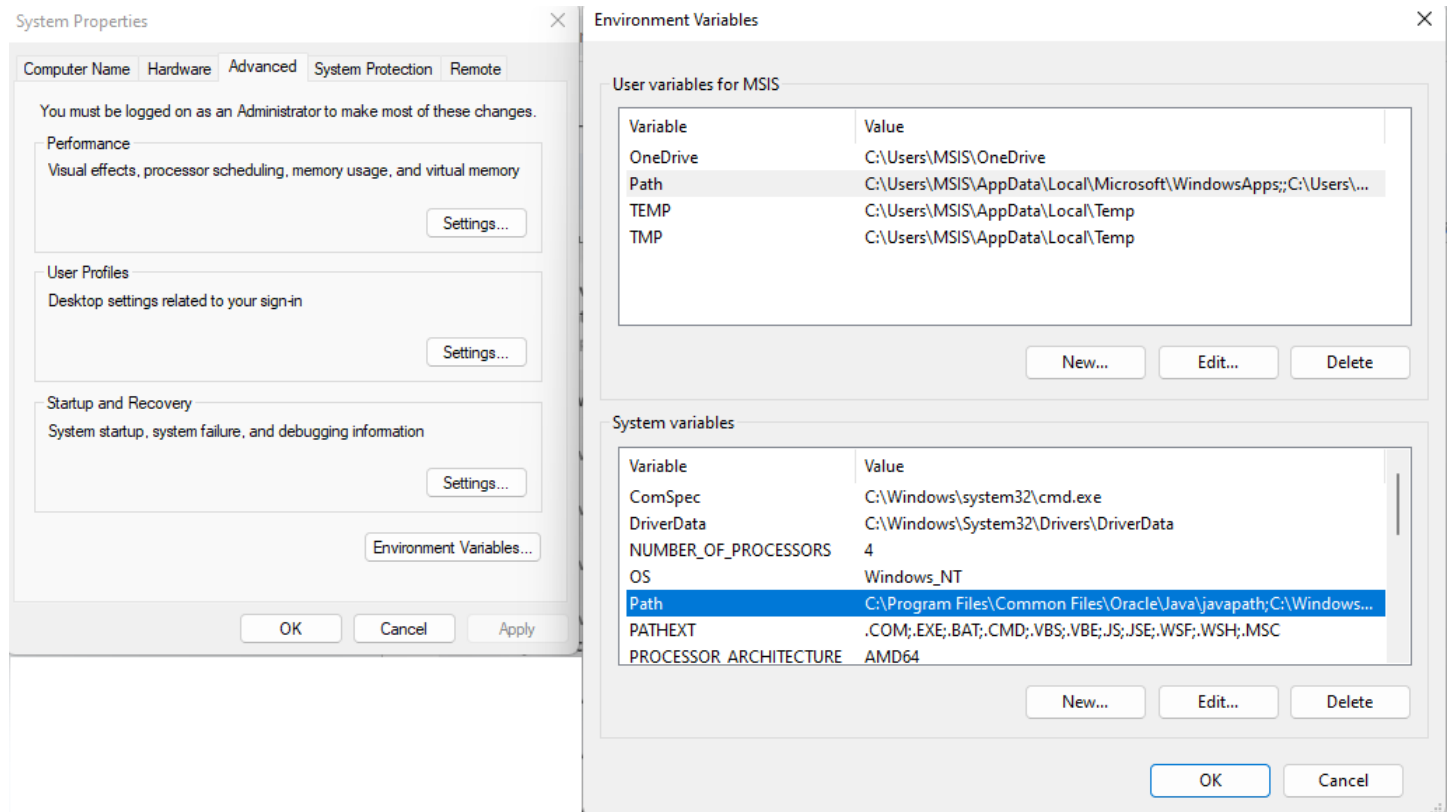 System Properties
Computer Name Hardware Advanced System Protection Remote
You must be logged on as an Administrator to make most of these changes.
Performance
Visual effects, processor scheduling, memory usage, and virtual memory
Settings...
User Profiles
Desktop settings related to your sign-in
Settings...
Startup and Recovery
System startup, system failure, and debugging information
Settings...
Environment Variables...
OK Cancel Apply
Environment Variables
User variables for MSIS
Variable Value
OneDrive C:\Users\MSIS\OneDrive
Path C:\Users\MSIS\AppData\Local\Microsoft\WindowsApps;;C:\Users\...
TEMP C:\Users\MSIS\AppData\Local\Temp
TMP C:\Users\MSIS\AppData\Local\Temp
New... Edit... Delete
System variables
Variable Value
ComSpec C:\Windows\system32\cmd.exe
DriverData C:\Windows\System32\Drivers\DriverData
NUMBER_OF_PROCESSORS 4
OS Windows_NT
Path C:\Program Files\Common Files\Oracle\Java\javapath;C:\Windows...
PATHEXT .COM;.EXE;.BAT;.CMD;.VBS;.VBE;.JS;.JSE;.WSF;.WSH;.MSC
PROCESSOR_ARCHITECTURE AMD64
New... Edit... Delete
OK Cancel